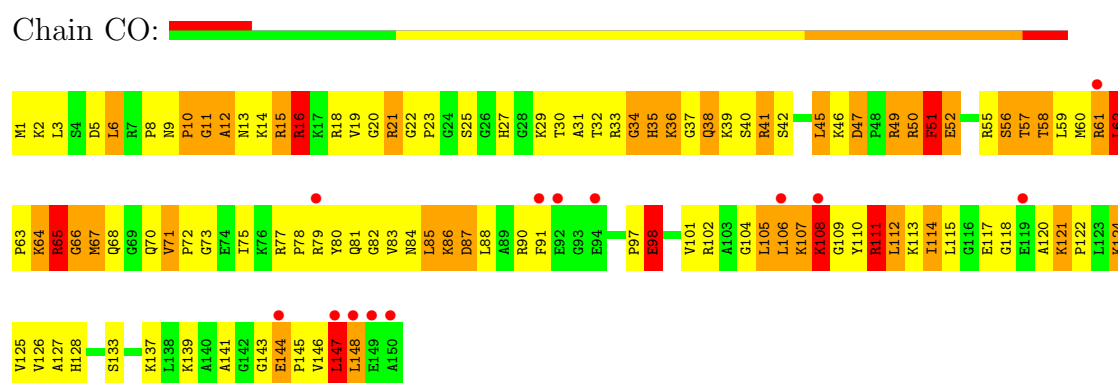 Chain CO:
M1 K2 L3 S4 D5 L6 R7 P8 N9 P10 G11 A12 N13 K14 R15 R16 K17 R18 V19 G20 R21 G22 P23 G24 S25 G26 H27 G28 K29 T30 A31 T32 R33 G34 H35 K36 G37 Q38 K39 S40 R41 S42 L45 K46 D47 P48 R49 R50 F51 E52 R55 S56 T57 T58 L59 M60 R61 L62
P63 K64 R65 G66 M67 Q68 G69 Q70 V71 P72 G73 E74 I75 K76 R77 P78 R79 Y80 Q81 G82 V83 N84 L85 K86 D87 L88 A89 R90 F91 E92 G93 E94 P97 E98 V101 R102 A103 G104 L105 L106 K107 K108 G109 Y110 R111 L112 K113 I114 L115 G116 E117 G118 E119 A120 K121 P122 L123 K124
V125 V126 A127 H128 S133 K137 L138 K139 A140 A141 G142 G143 E144 P145 V146 L147 L148 E149 A150